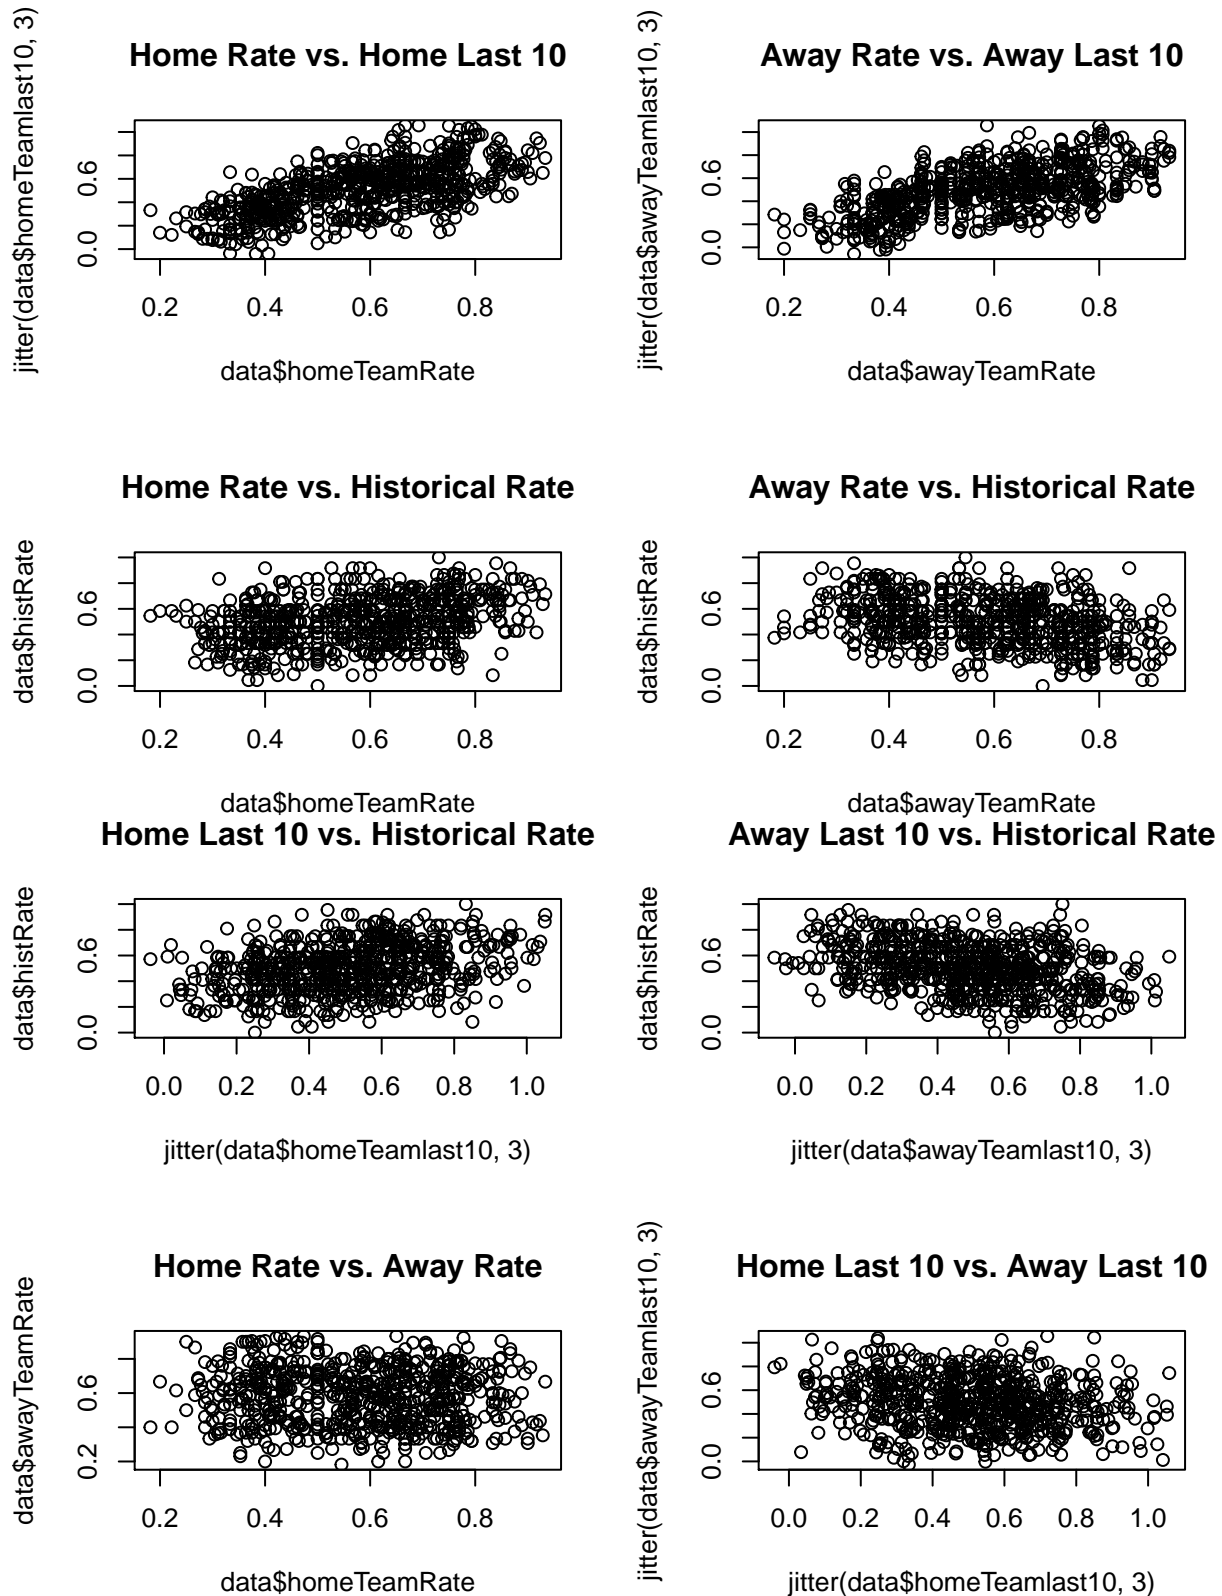 Home Rate vs. Home Last 10
jitter(data$homeTeamlast10, 3)
0.6
0.0
0.2 0.4 0.6 0.8
data$homeTeamRate
Away Rate vs. Away Last 10
jitter(data$awayTeamlast10, 3)
0.6
0.0
0.2 0.4 0.6 0.8
data$awayTeamRate
Home Rate vs. Historical Rate
data$histRate
0.6
0.0
0.2 0.4 0.6 0.8
data$homeTeamRate
Away Rate vs. Historical Rate
data$histRate
0.6
0.0
0.2 0.4 0.6 0.8
data$awayTeamRate
Home Last 10 vs. Historical Rate
data$histRate
0.6
0.0
0.0 0.2 0.4 0.6 0.8 1.0
jitter(data$homeTeamlast10, 3)
Away Last 10 vs. Historical Rate
data$histRate
0.6
0.0
0.0 0.2 0.4 0.6 0.8 1.0
jitter(data$awayTeamlast10, 3)
Home Rate vs. Away Rate
data$awayTeamRate
0.6
0.2
0.2 0.4 0.6 0.8
data$homeTeamRate
Home Last 10 vs. Away Last 10
jitter(data$awayTeamlast10, 3)
0.6
0.0
0.0 0.2 0.4 0.6 0.8 1.0
jitter(data$homeTeamlast10, 3)